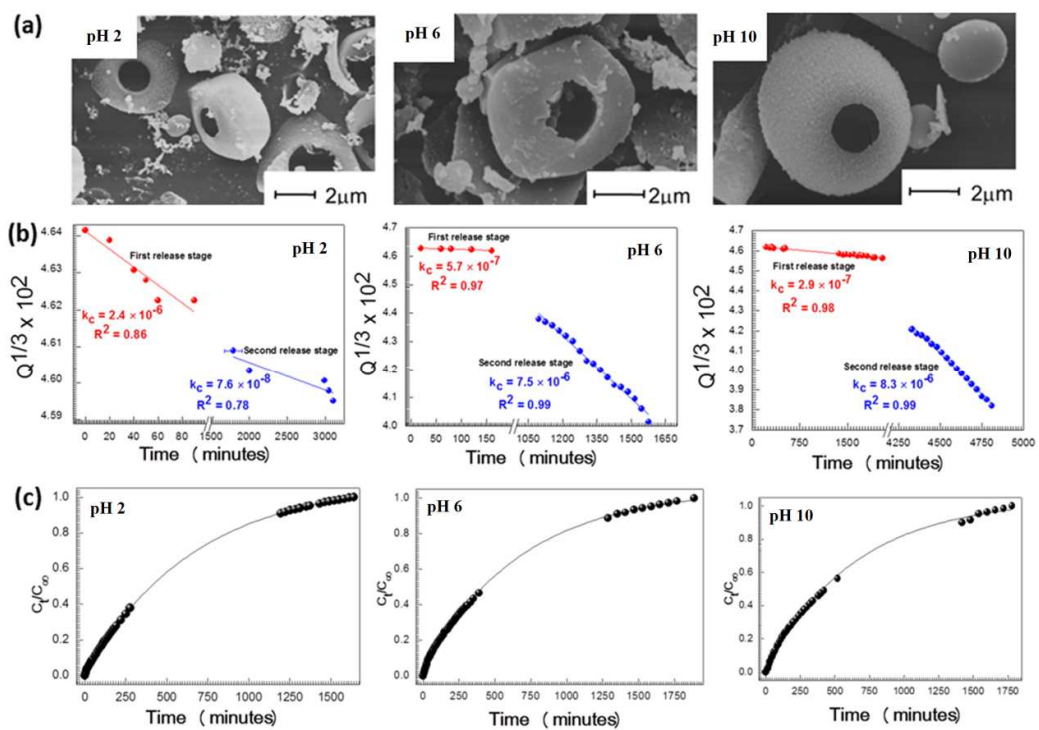 (a)
pH 2
2μm
pH 6
2μm
pH 10
2μm
(b)
pH 2
Q1/3 x 102
4.64
4.63
4.62
4.61
4.60
4.59
First release stage
kc = 2.4 × 10-6
R2 = 0.86
Second release stage
kc = 7.6 × 10-8
R2 = 0.78
0 20 40 60 80 1500 2000 2500 3000
Time ( minutes)
pH 6
Q1/3 x 102
4.7
4.6
4.5
4.4
4.3
4.2
4.1
4.0
First release stage
kc = 5.7 × 10-7
R2 = 0.97
Second release stage
kc = 7.5 × 10-6
R2 = 0.99
0 50 100 150 1050 1200 1350 1500 1650
Time ( minutes)
pH 10
Q1/3 x 102
4.7
4.6
4.5
4.4
4.3
4.2
4.1
4.0
3.9
3.8
3.7
First release stage
kc = 2.9 × 10-7
R2 = 0.98
Second release stage
kc = 8.3 × 10-6
R2 = 0.99
0 750 1500 4500 4750 5000
Time ( minutes)
(c)
pH 2
ct/c∞
1.0
0.8
0.6
0.4
0.2
0.0
0 250 500 750 1000 1250 1500
Time ( minutes)
pH 6
ct/c∞
1.0
0.8
0.6
0.4
0.2
0.0
0 250 500 750 1000 1250 1500 1750
Time ( minutes)
pH 10
ct/c∞
1.0
0.8
0.6
0.4
0.2
0.0
0 250 500 750 1000 1250 1500 1750
Time ( minutes)